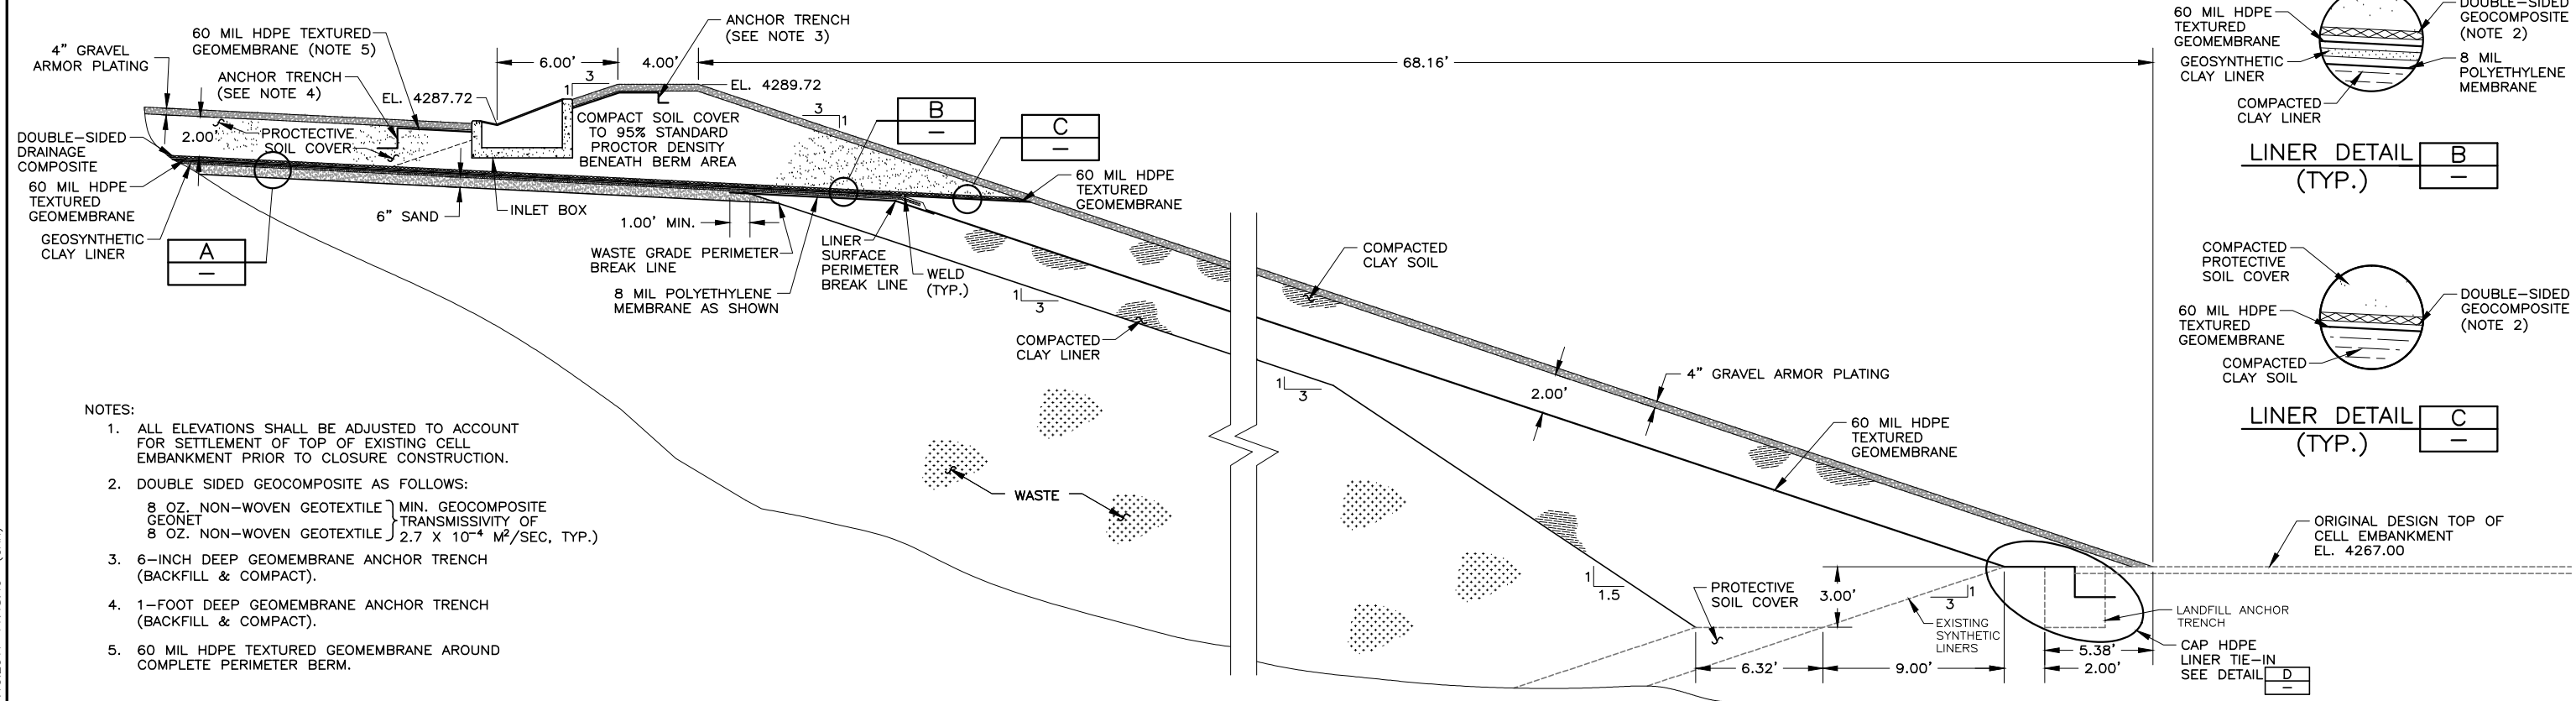 4" GRAVEL
ARMOR PLATING
60 MIL HDPE TEXTURED
GEOMEMBRANE (NOTE 5)
ANCHOR TRENCH
(SEE NOTE 4)
EL. 4287.72
6.00'
4.00'
ANCHOR TRENCH
(SEE NOTE 3)
68.16'
3
1
EL. 4289.72
3
1
B
–
C
–
DOUBLE-SIDED
DRAINAGE
COMPOSITE
2.00'
PROCTECTIVE
SOIL COVER
COMPACT SOIL COVER
TO 95% STANDARD
PROCTOR DENSITY
BENEATH BERM AREA
60 MIL HDPE
TEXTURED
GEOMEMBRANE
GEOSYNTHETIC
CLAY LINER
A
–
6" SAND
INLET BOX
1.00' MIN.
WASTE GRADE PERIMETER
BREAK LINE
8 MIL POLYETHYLENE
MEMBRANE AS SHOWN
LINER
SURFACE
PERIMETER
BREAK LINE
WELD
(TYP.)
60 MIL HDPE
TEXTURED
GEOMEMBRANE
1
3
COMPACTED
CLAY LINER
COMPACTED
CLAY SOIL
1
3
2.00'
4" GRAVEL ARMOR PLATING
60 MIL HDPE
TEXTURED
GEOMEMBRANE
WASTE
1
1.5
PROTECTIVE
SOIL COVER
3.00'
3
1
EXISTING
SYNTHETIC
LINERS
6.32'
9.00'
5.38'
2.00'
ORIGINAL DESIGN TOP OF
CELL EMBANKMENT
EL. 4267.00
LANDFILL ANCHOR
TRENCH
CAP HDPE
LINER TIE-IN
SEE DETAIL D
–
60 MIL HDPE
TEXTURED
GEOMEMBRANE
GEOSYNTHETIC
CLAY LINER
COMPACTED
CLAY LINER
DOUBLE-SIDED
GEOCOMPOSITE
(NOTE 2)
8 MIL
POLYETHYLENE
MEMBRANE
LINER DETAIL B
(TYP.) –
COMPACTED
PROTECTIVE
SOIL COVER
60 MIL HDPE
TEXTURED
GEOMEMBRANE
COMPACTED
CLAY SOIL
DOUBLE-SIDED
GEOCOMPOSITE
(NOTE 2)
LINER DETAIL C
(TYP.) –
NOTES:
1. ALL ELEVATIONS SHALL BE ADJUSTED TO ACCOUNT
FOR SETTLEMENT OF TOP OF EXISTING CELL
EMBANKMENT PRIOR TO CLOSURE CONSTRUCTION.
2. DOUBLE SIDED GEOCOMPOSITE AS FOLLOWS:
8 OZ. NON-WOVEN GEOTEXTILE
GEONET
8 OZ. NON-WOVEN GEOTEXTILE
MIN. GEOCOMPOSITE
TRANSMISSIVITY OF
2.7 X 10⁻⁴ M²/SEC, TYP.)
3. 6-INCH DEEP GEOMEMBRANE ANCHOR TRENCH
(BACKFILL & COMPACT).
4. 1-FOOT DEEP GEOMEMBRANE ANCHOR TRENCH
(BACKFILL & COMPACT).
5. 60 MIL HDPE TEXTURED GEOMEMBRANE AROUND
COMPLETE PERIMETER BERM.